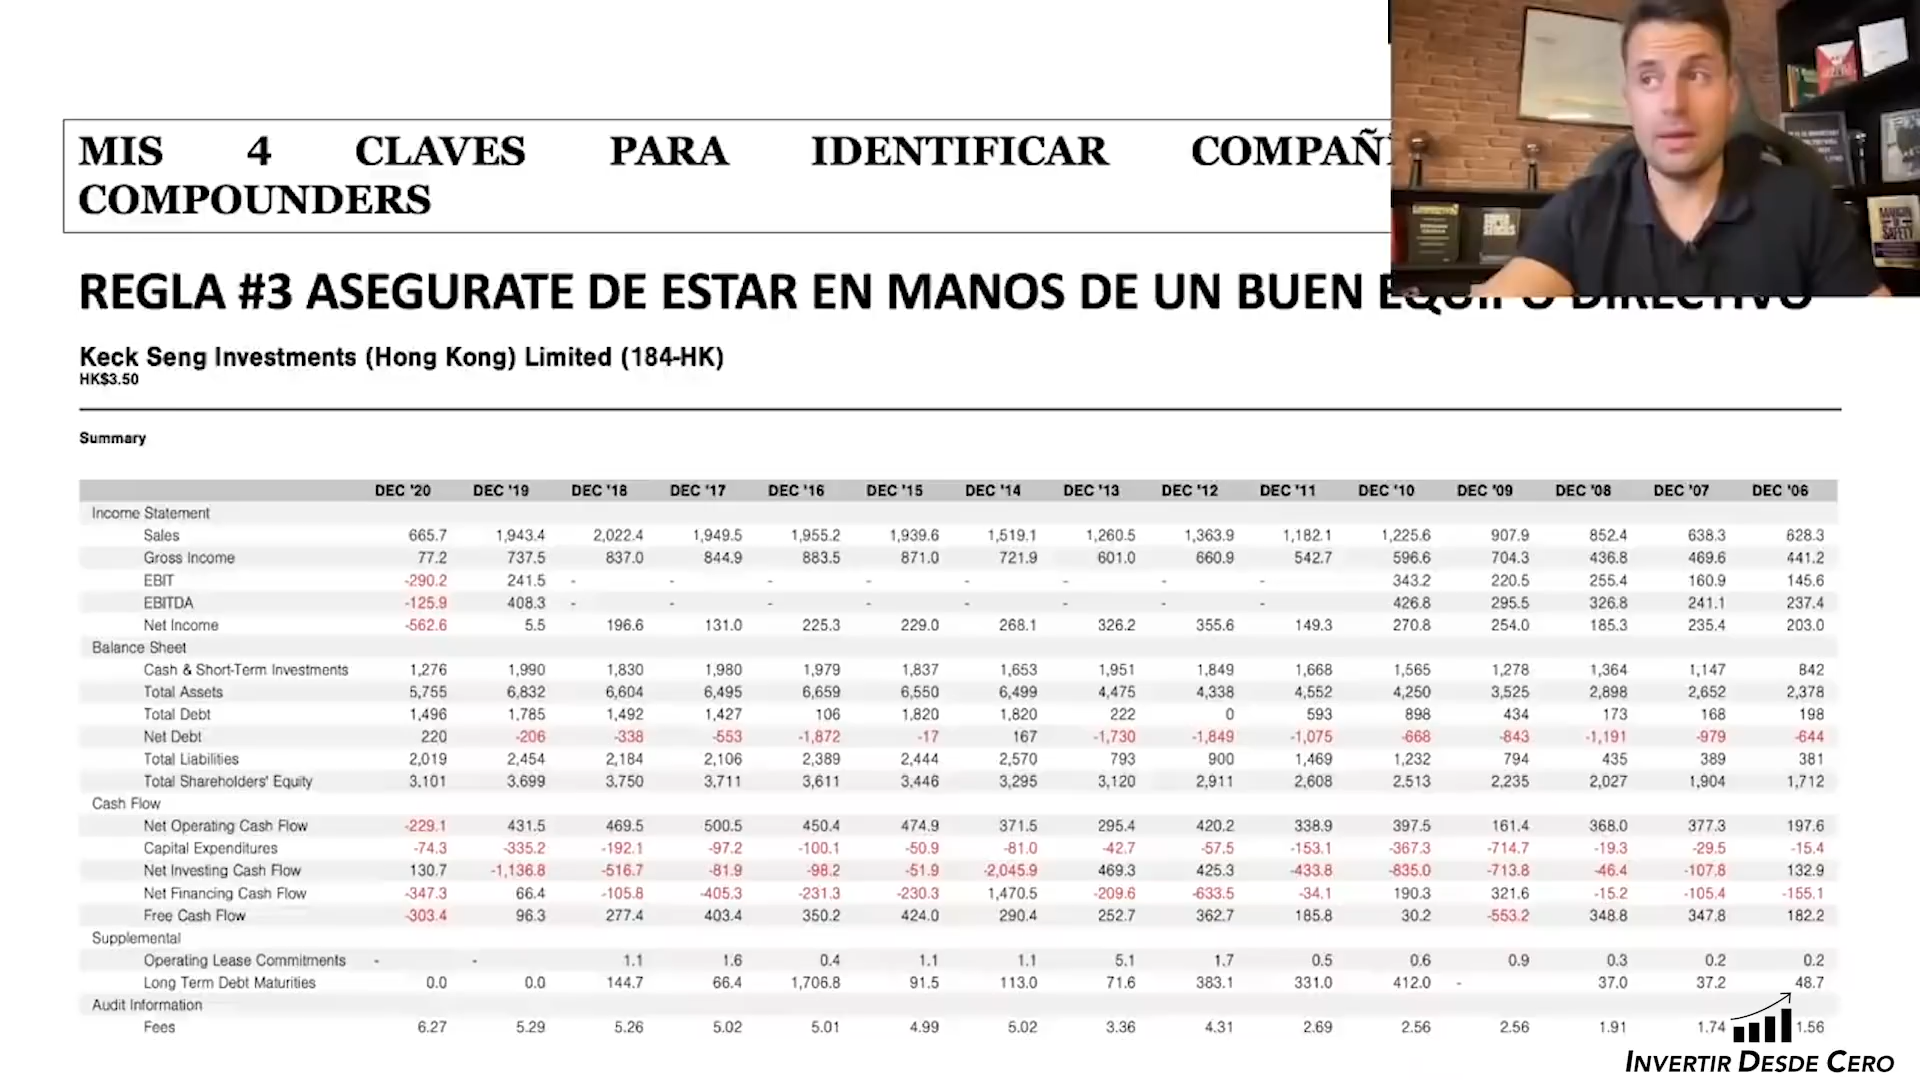 MIS 4 CLAVES PARA IDENTIFICAR COMPAÑ
COMPOUNDERS
REGLA #3 ASEGURATE DE ESTAR EN MANOS DE UN BUEN EQUIPO DIRECTIVO
Keck Seng Investments (Hong Kong) Limited (184-HK)
HK$3.50
Summary
DEC '20 DEC '19 DEC '18 DEC '17 DEC '16 DEC '15 DEC '14 DEC '13 DEC '12 DEC '11 DEC '10 DEC '09 DEC '08 DEC '07 DEC '06
Income Statement
Sales 665.7 1,943.4 2,022.4 1,949.5 1,955.2 1,939.6 1,519.1 1,260.5 1,363.9 1,182.1 1,225.6 907.9 852.4 638.3 628.3
Gross Income 77.2 737.5 837.0 844.9 883.5 871.0 721.9 601.0 660.9 542.7 596.6 704.3 436.8 469.6 441.2
EBIT -290.2 241.5 - - - - - - - - 343.2 220.5 255.4 160.9 145.6
EBITDA -125.9 408.3 - - - - - - - - 426.8 295.5 326.8 241.1 237.4
Net Income -562.6 5.5 196.6 131.0 225.3 229.0 268.1 326.2 355.6 149.3 270.8 254.0 185.3 235.4 203.0
Balance Sheet
Cash & Short-Term Investments 1,276 1,990 1,830 1,980 1,979 1,837 1,653 1,951 1,849 1,668 1,565 1,278 1,364 1,147 842
Total Assets 5,755 6,832 6,604 6,495 6,659 6,550 6,499 4,475 4,338 4,552 4,250 3,525 2,898 2,652 2,378
Total Debt 1,496 1,785 1,492 1,427 106 1,820 1,820 222 0 593 898 434 173 168 198
Net Debt 220 -206 -338 -553 -1,872 -17 167 -1,730 -1,849 -1,075 -668 -843 -1,191 -979 -644
Total Liabilities 2,019 2,454 2,184 2,106 2,389 2,444 2,570 793 900 1,469 1,232 794 435 389 381
Total Shareholders' Equity 3,101 3,699 3,750 3,711 3,611 3,446 3,295 3,120 2,911 2,608 2,513 2,235 2,027 1,904 1,712
Cash Flow
Net Operating Cash Flow -229.1 431.5 469.5 500.5 450.4 474.9 371.5 295.4 420.2 338.9 397.5 161.4 368.0 377.3 197.6
Capital Expenditures -74.3 -335.2 -192.1 -97.2 -100.1 -50.9 -81.0 -42.7 -57.5 -153.1 -367.3 -714.7 -19.3 -29.5 -15.4
Net Investing Cash Flow 130.7 -1,136.8 -516.7 -81.9 -98.2 -51.9 -2,045.9 469.3 425.3 -433.8 -835.0 -713.8 -46.4 -107.8 132.9
Net Financing Cash Flow -347.3 66.4 -105.8 -405.3 -231.3 -230.3 1,470.5 -209.6 -633.5 -34.1 190.3 321.6 -15.2 -105.4 -155.1
Free Cash Flow -303.4 96.3 277.4 403.4 350.2 424.0 290.4 252.7 362.7 185.8 30.2 -553.2 348.8 347.8 182.2
Supplemental
Operating Lease Commitments - - 1.1 1.6 0.4 1.1 1.1 5.1 1.7 0.5 0.6 0.9 0.3 0.2 0.2
Long Term Debt Maturities 0.0 0.0 144.7 66.4 1,706.8 91.5 113.0 71.6 383.1 331.0 412.0 - 37.0 37.2 48.7
Audit Information
Fees 6.27 5.29 5.26 5.02 5.01 4.99 5.02 3.36 4.31 2.69 2.56 2.56 1.91 1.74 1.56
INVERTIR DESDE CERO
MARGIN
OF
SAFETY